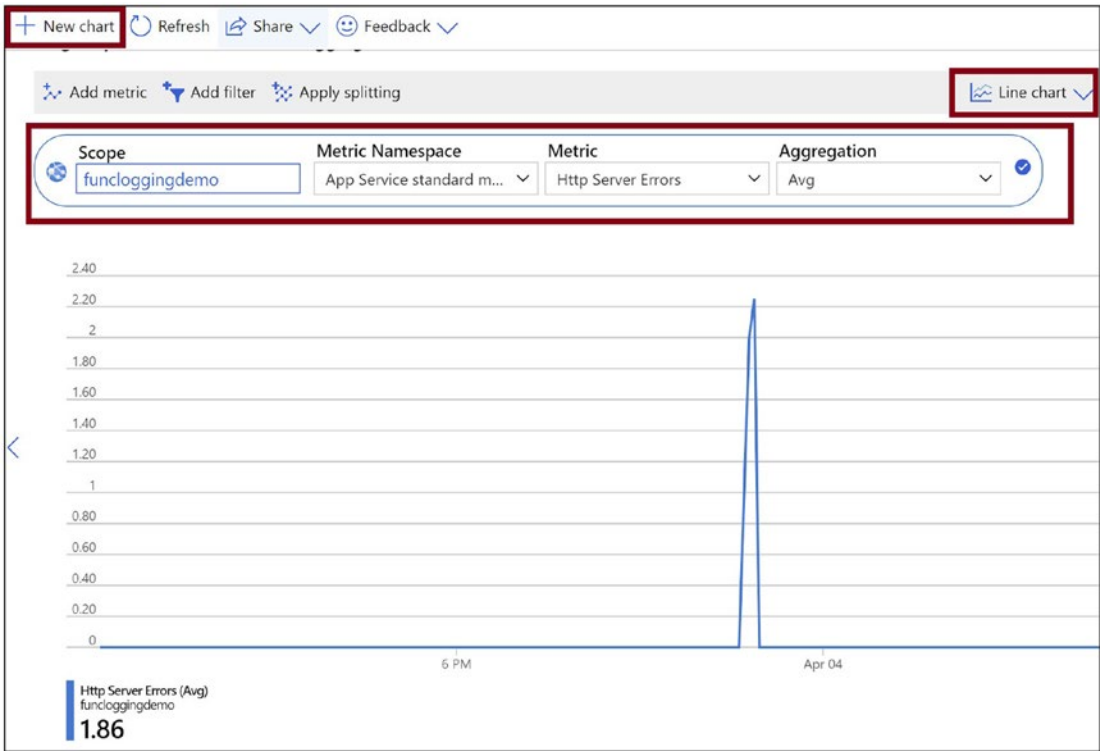 New chart Refresh Share Feedback
Add metric Add filter Apply splitting Line chart
Scope Metric Namespace Metric Aggregation
funcloggingdemo App Service standard m... Http Server Errors Avg
2.40
2.20
2
1.80
1.60
1.40
1.20
1
0.80
0.60
0.40
0.20
0
6 PM Apr 04
Http Server Errors (Avg)
funcloggingdemo
1.86